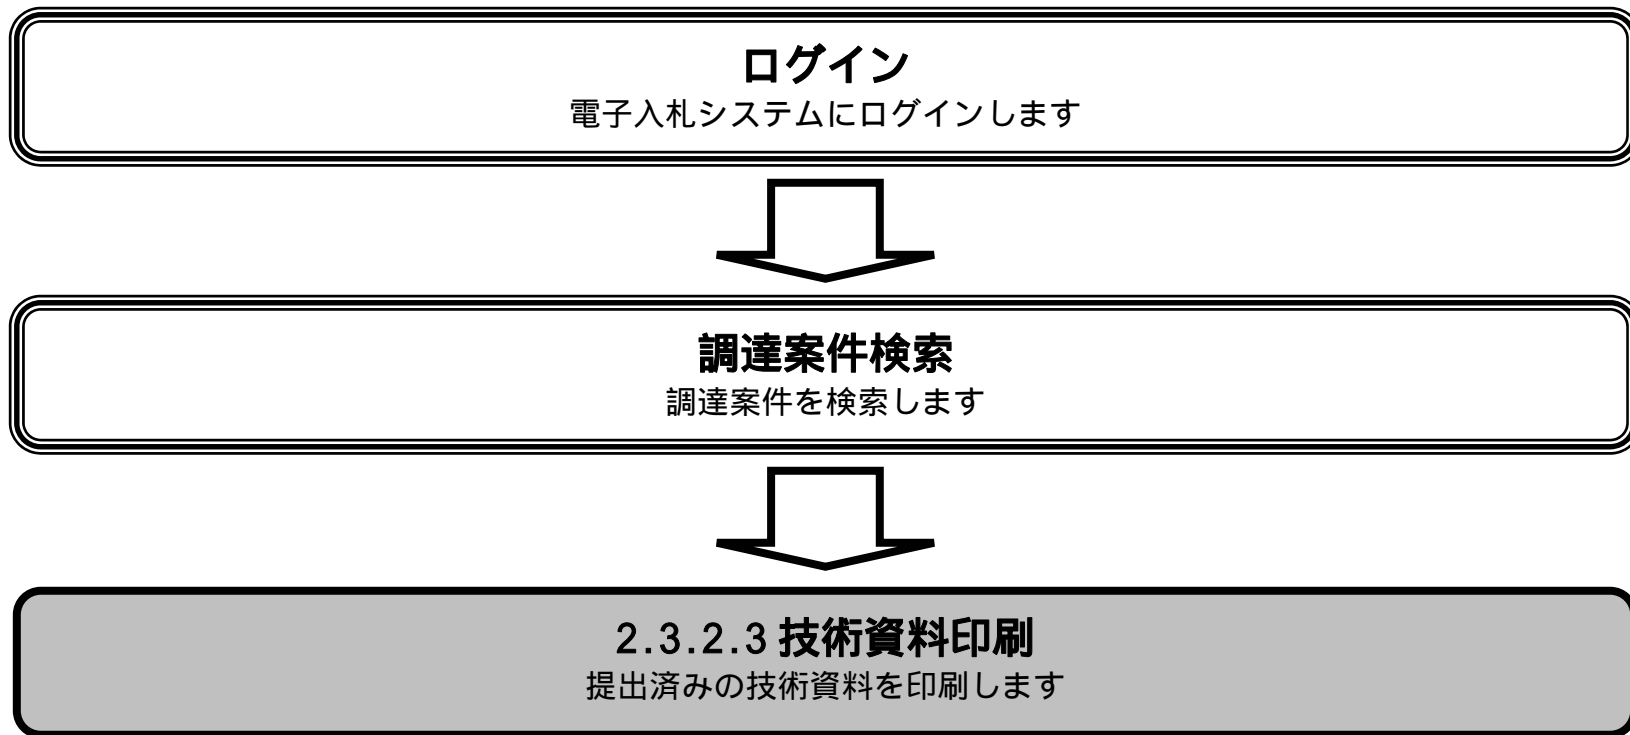 ログイン
電子入札システムにログインします
調達案件検索
調達案件を検索します
2.3.2.3 技術資料印刷
提出済みの技術資料を印刷します